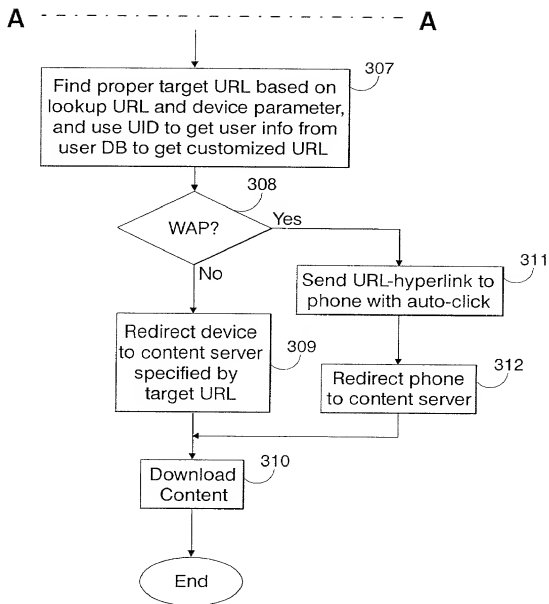 A A
307
Find proper target URL based on
lookup URL and device parameter,
and use UID to get user info from
user DB to get customized URL
308
WAP?
Yes
No
311
Send URL-hyperlink to
phone with auto-click
Redirect device
to content server
specified by
target URL
309
312
Redirect phone
to content server
310
Download
Content
End